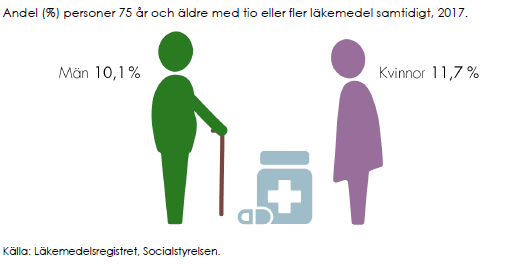 Andel (%) personer 75 år och äldre med tio eller fler läkemedel samtidigt, 2017.
Män 10,1 %
Kvinnor 11,7 %
Källa: Läkemedelsregistret, Socialstyrelsen.